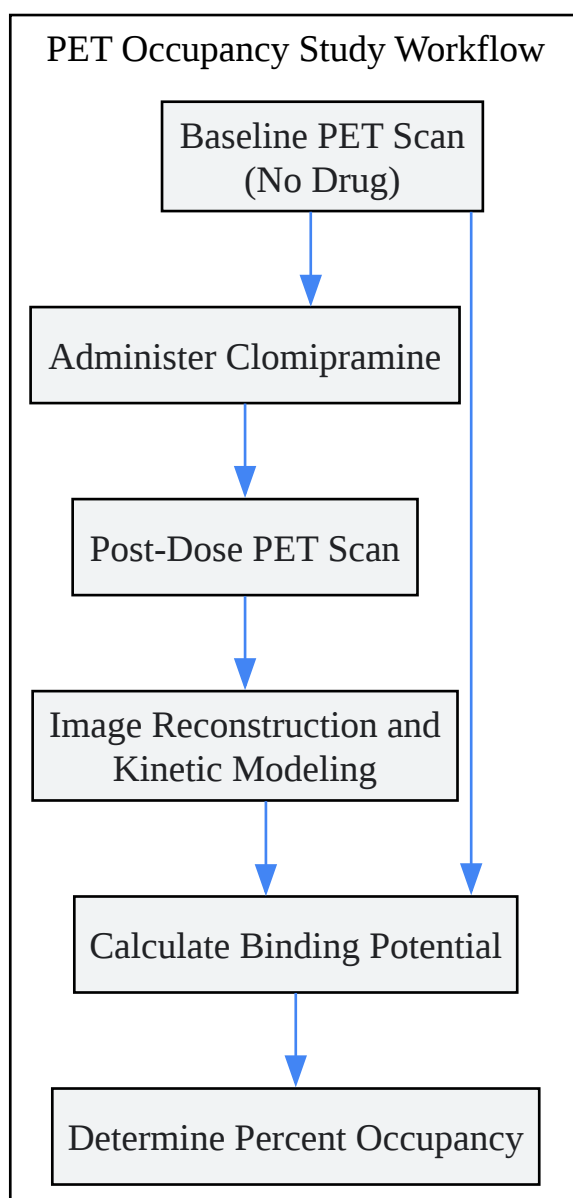 PET Occupancy Study Workflow
Baseline PET Scan
(No Drug)
Administer Clomipramine
Post-Dose PET Scan
Image Reconstruction and
Kinetic Modeling
Calculate Binding Potential
Determine Percent Occupancy